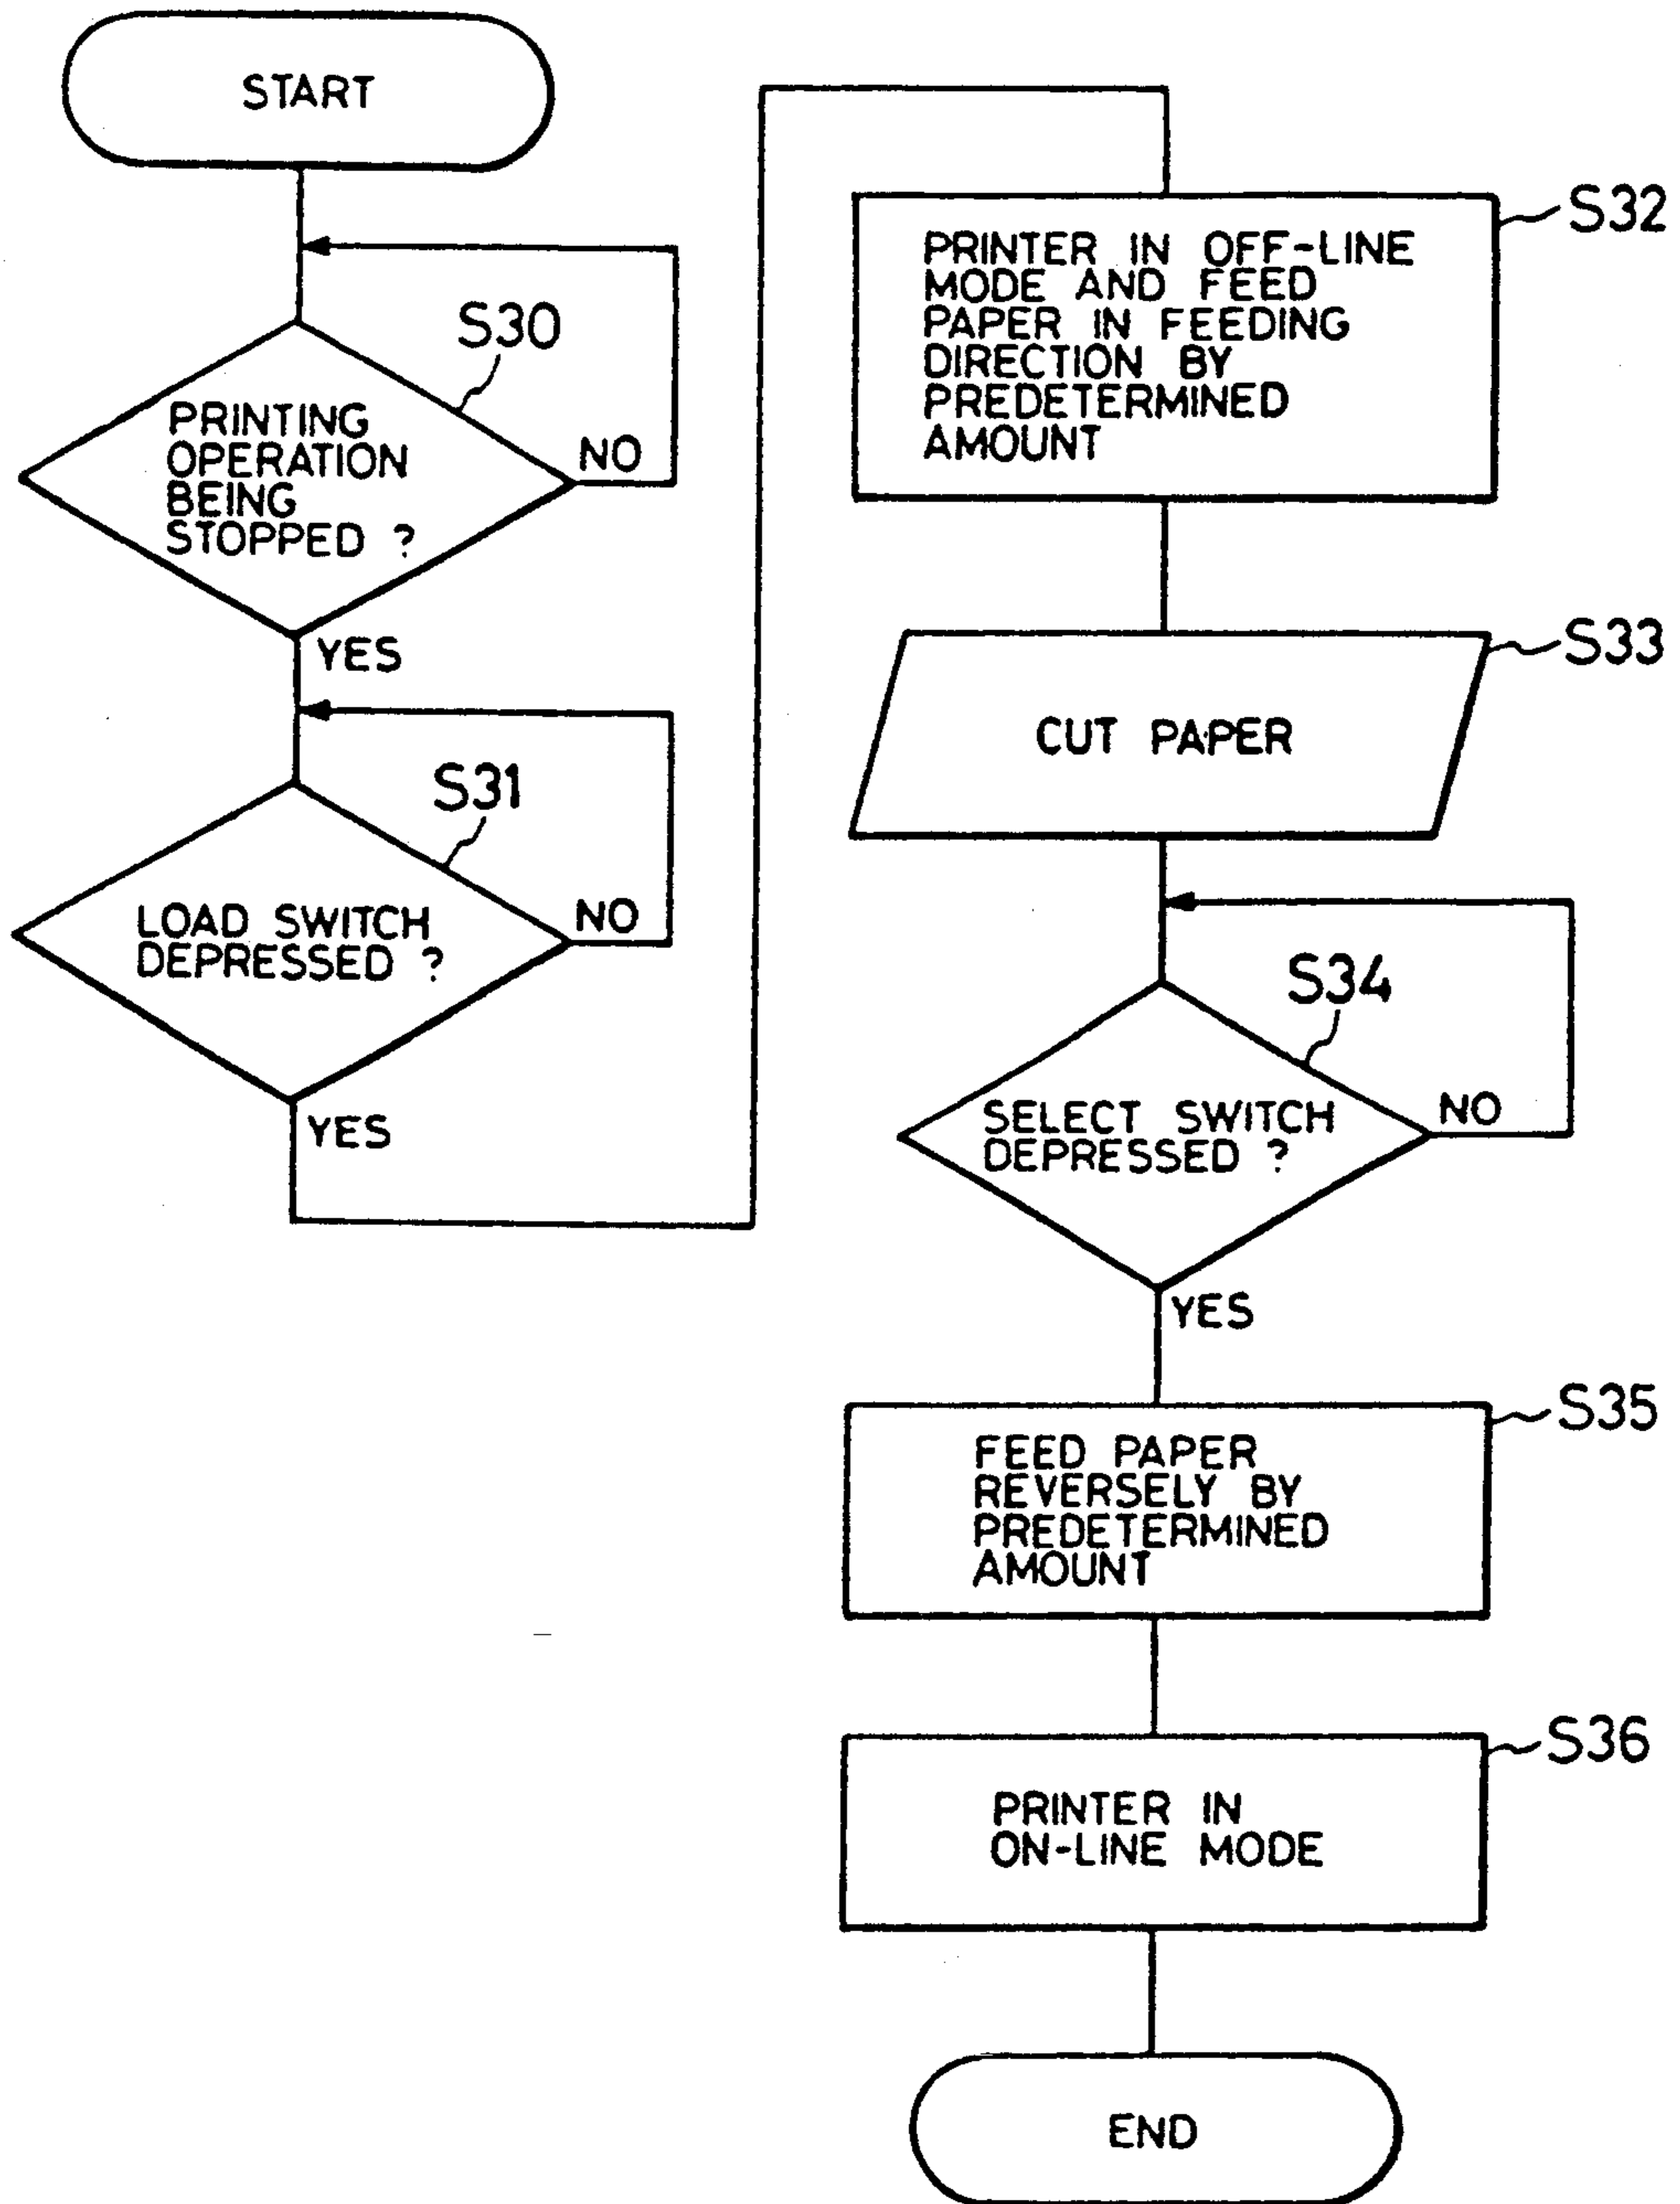 START
S30
PRINTING
OPERATION
BEING
STOPPED ?
NO
YES
S31
LOAD SWITCH
DEPRESSED ?
NO
YES
S32
PRINTER IN OFF-LINE
MODE AND FEED
PAPER IN FEEDING
DIRECTION BY
PREDETERMINED
AMOUNT
S33
CUT PAPER
S34
SELECT SWITCH
DEPRESSED ?
NO
YES
S35
FEED PAPER
REVERSELY BY
PREDETERMINED
AMOUNT
S36
PRINTER IN
ON-LINE MODE
END